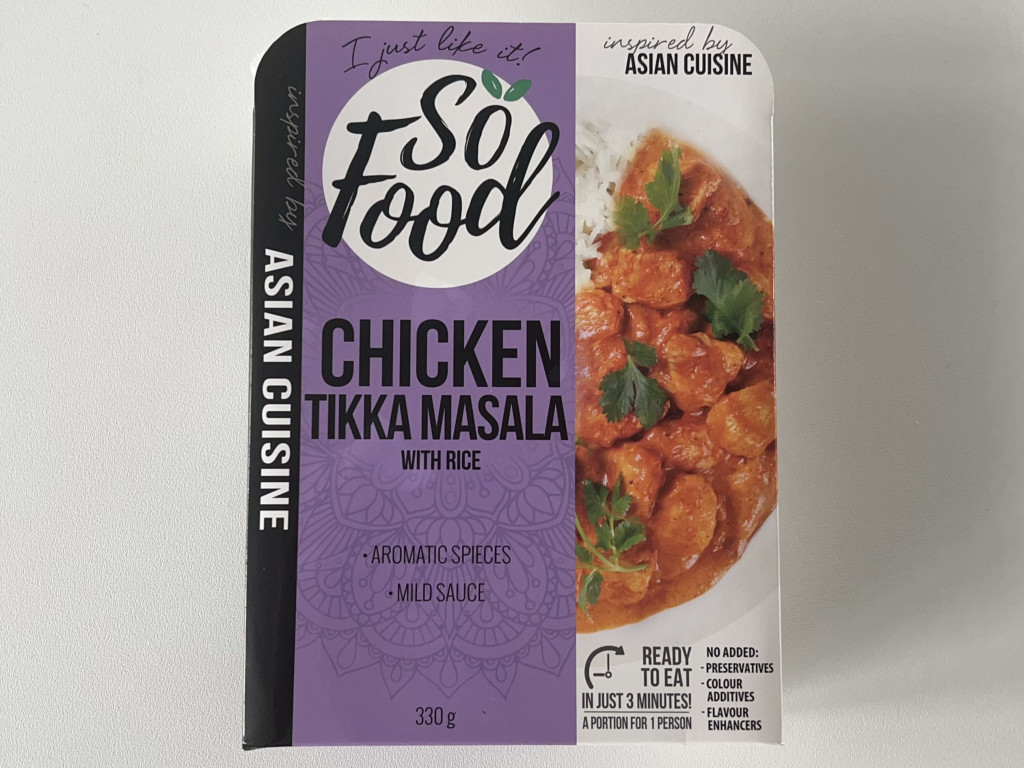 inspired by
ASIAN CUISINE
I just like it!
So
Food
CHICKEN
TIKKA MASALA
WITH RICE
• AROMATIC SPIECES
• MILD SAUCE
330 g
inspired by
ASIAN CUISINE
READY
TO EAT
IN JUST 3 MINUTES!
A PORTION FOR 1 PERSON
NO ADDED:
- PRESERVATIVES
- COLOUR
ADDITIVES
- FLAVOUR
ENHANCERS